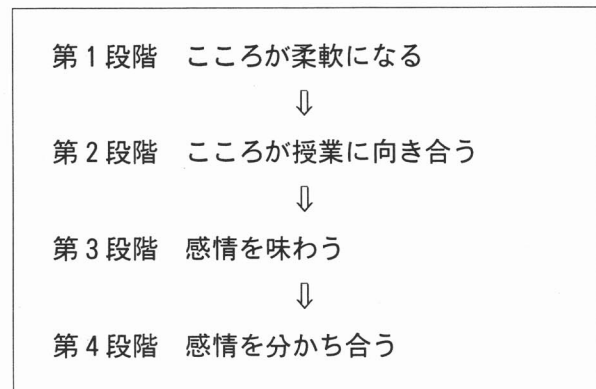 第1段階　こころが柔軟になる
⇩
第2段階　こころが授業に向き合う
⇩
第3段階　感情を味わう
⇩
第4段階　感情を分かち合う